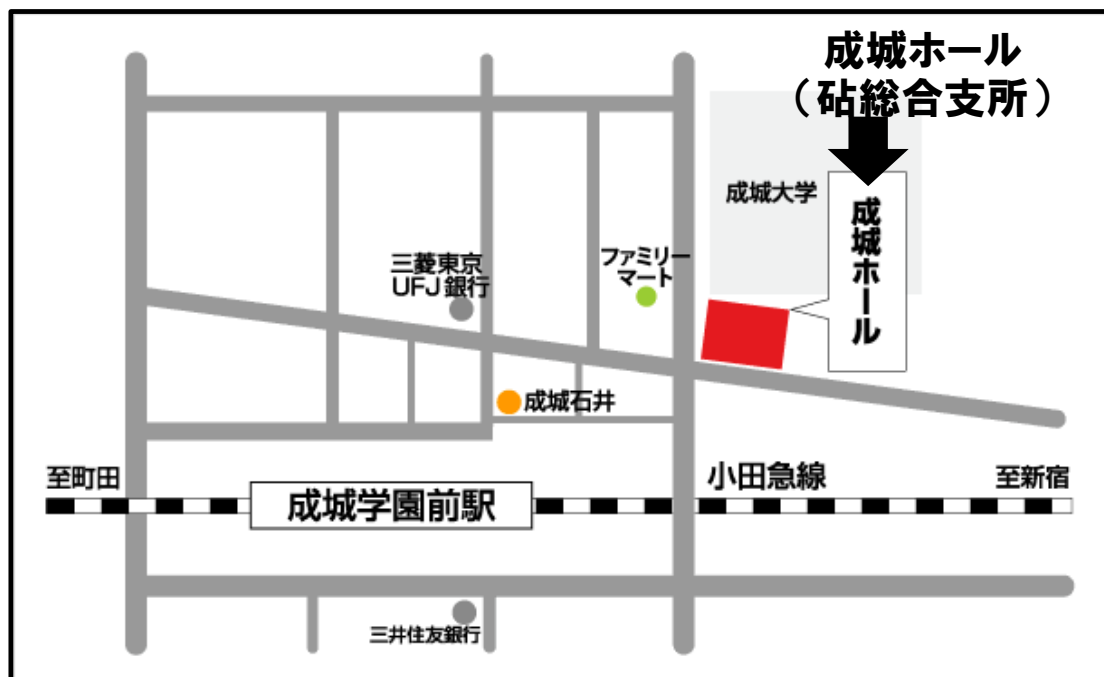 成城ホール
（砧総合支所）
成城大学
成城ホール
三菱東京
UFJ銀行
ファミリー
マート
成城石井
至町田
小田急線
至新宿
成城学園前駅
三井住友銀行